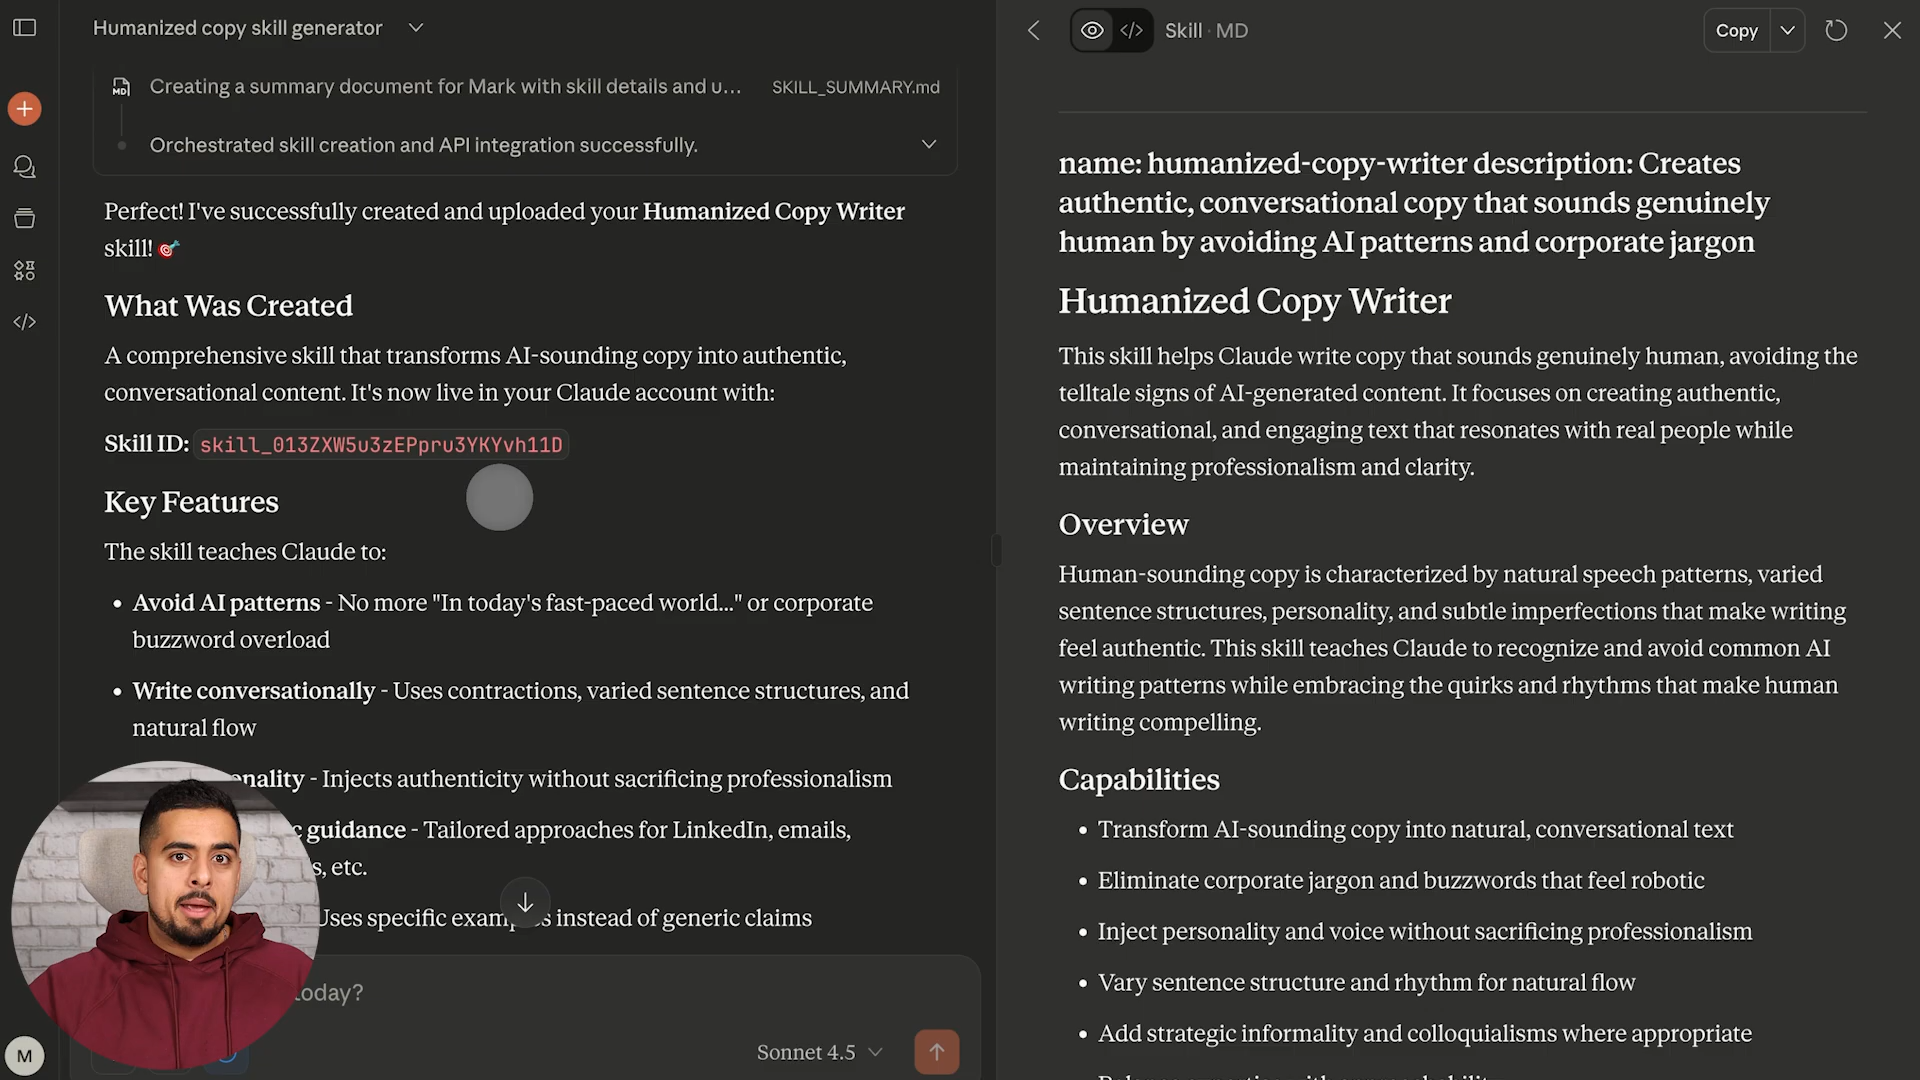 Humanized copy skill generator
MD
Creating a summary document for Mark with skill details and u...
SKILL_SUMMARY.md
Orchestrated skill creation and API integration successfully.
Perfect! I've successfully created and uploaded your Humanized Copy Writer
skill!
What Was Created
A comprehensive skill that transforms AI-sounding copy into authentic,
conversational content. It's now live in your Claude account with:
Skill ID: skill_013ZXW5u3zEPpru3YKYvh11D
Key Features
The skill teaches Claude to:
• Avoid AI patterns - No more "In today's fast-paced world..." or corporate
buzzword overload
• Write conversationally - Uses contractions, varied sentence structures, and
natural flow
- Injects authenticity without sacrificing professionalism
guidance - Tailored approaches for LinkedIn, emails,
etc.
Uses specific instead of generic claims
today?
Sonnet 4.5
M
Skill · MD
Copy
name: humanized-copy-writer description: Creates
authentic, conversational copy that sounds genuinely
human by avoiding AI patterns and corporate jargon
Humanized Copy Writer
This skill helps Claude write copy that sounds genuinely human, avoiding the
telltale signs of AI-generated content. It focuses on creating authentic,
conversational, and engaging text that resonates with real people while
maintaining professionalism and clarity.
Overview
Human-sounding copy is characterized by natural speech patterns, varied
sentence structures, personality, and subtle imperfections that make writing
feel authentic. This skill teaches Claude to recognize and avoid common AI
writing patterns while embracing the quirks and rhythms that make human
writing compelling.
Capabilities
• Transform AI-sounding copy into natural, conversational text
• Eliminate corporate jargon and buzzwords that feel robotic
• Inject personality and voice without sacrificing professionalism
• Vary sentence structure and rhythm for natural flow
• Add strategic informality and colloquialisms where appropriate